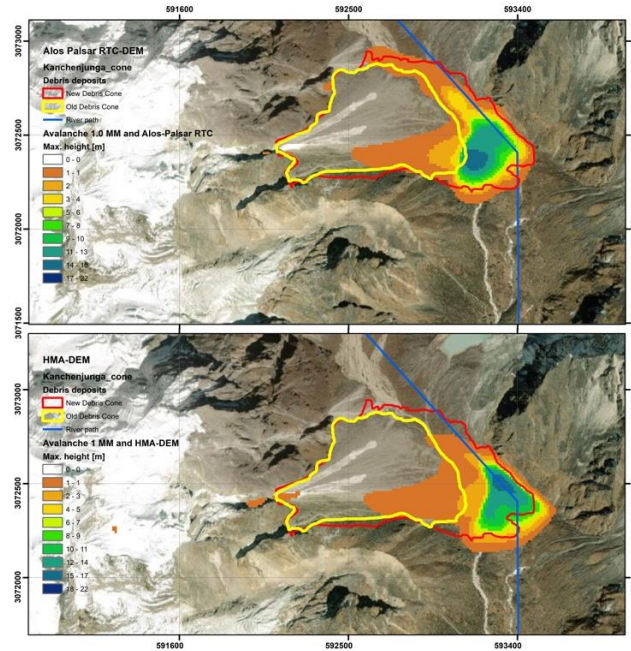 591600 592500 593400
3073000
3072500
3072000
3071500
Alos Palsar RTC-DEM
Kanchenjunga_cone
Debris deposits
New Debris Cone
Old Debris Cone
River path
Avalanche 1.0 MM and Alos-Palsar RTC
Max. height [m]
0 - 0
1 - 1
2
3 - 4
5 - 6
7 - 8
9 - 10
11 - 13
14 - 16
17 - 22
3073000
3072500
3072000
HMA-DEM
Kanchenjunga_cone
Debris deposits
New Debris Cone
Old Debris Cone
River path
Avalanche 1 MM and HMA-DEM
Max. height [m]
0 - 0
1 - 1
2 - 3
4 - 5
6 - 7
8 - 9
10 - 11
12 - 14
15 - 17
18 - 22
591600 592500 593400